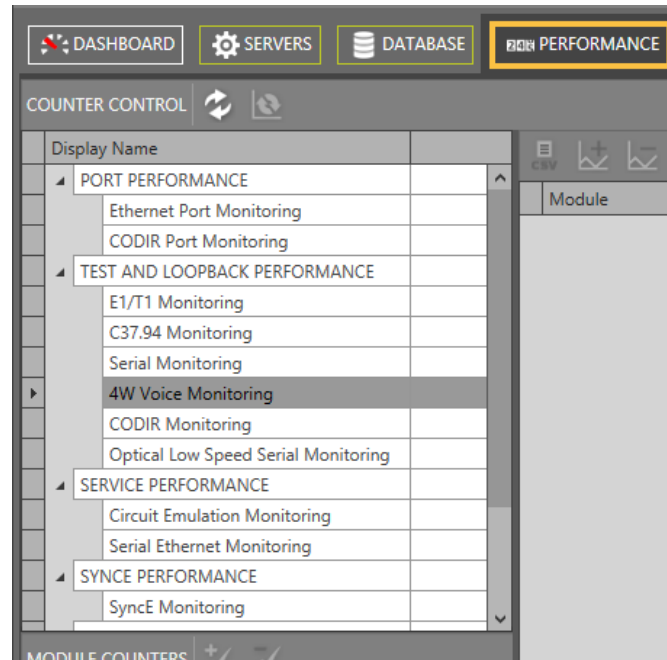 DASHBOARD SERVERS DATABASE PERFORMANCE
COUNTER CONTROL
Display Name
CSV
Module
PORT PERFORMANCE
Ethernet Port Monitoring
CODIR Port Monitoring
TEST AND LOOPBACK PERFORMANCE
E1/T1 Monitoring
C37.94 Monitoring
Serial Monitoring
4W Voice Monitoring
CODIR Monitoring
Optical Low Speed Serial Monitoring
SERVICE PERFORMANCE
Circuit Emulation Monitoring
Serial Ethernet Monitoring
SYNCE PERFORMANCE
SyncE Monitoring
MODULE COUNTERS